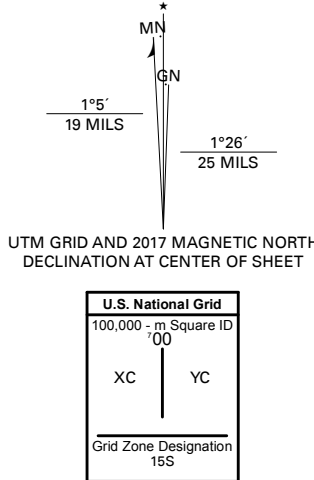 ★
MN
GN
1°5´
19 MILS
1°26´
25 MILS
UTM GRID AND 2017 MAGNETIC NORTH
DECLINATION AT CENTER OF SHEET
U.S. National Grid
100,000 - m Square ID
⁷00
XC YC
Grid Zone Designation
15S